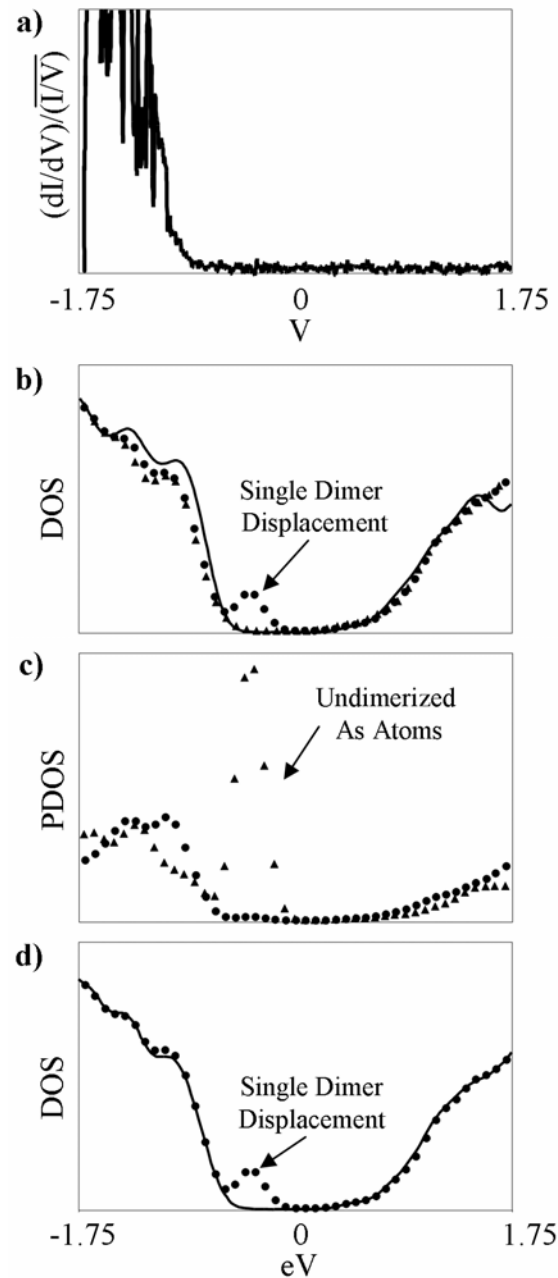 a)
(dI/dV)/(I/V)
-1.75
0
1.75
V
b)
DOS
Single Dimer
Displacement
c)
PDOS
Undimerized
As Atoms
d)
DOS
Single Dimer
Displacement
-1.75
0
1.75
eV